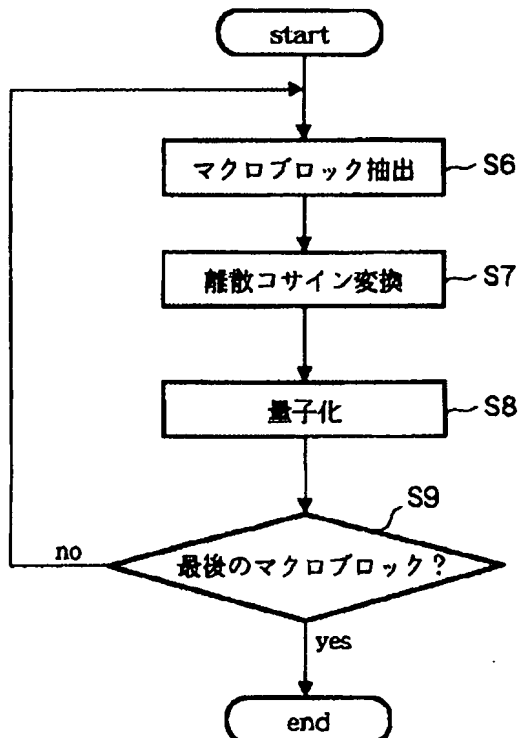 start
マクロブロック抽出
S6
離散コサイン変換
S7
量子化
S8
S9
最後のマクロブロック?
no
yes
end